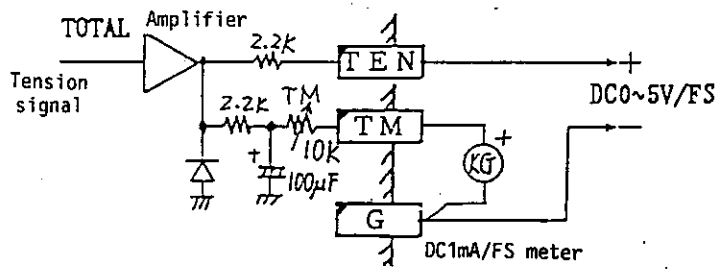 Amplifier
TOTAL
2.2K
TEN
+
Tension
signal
DC0~5V/FS
2.2K
TM
TM
+
−
+
10K
KG
100µF
G
DC1mA/FS meter